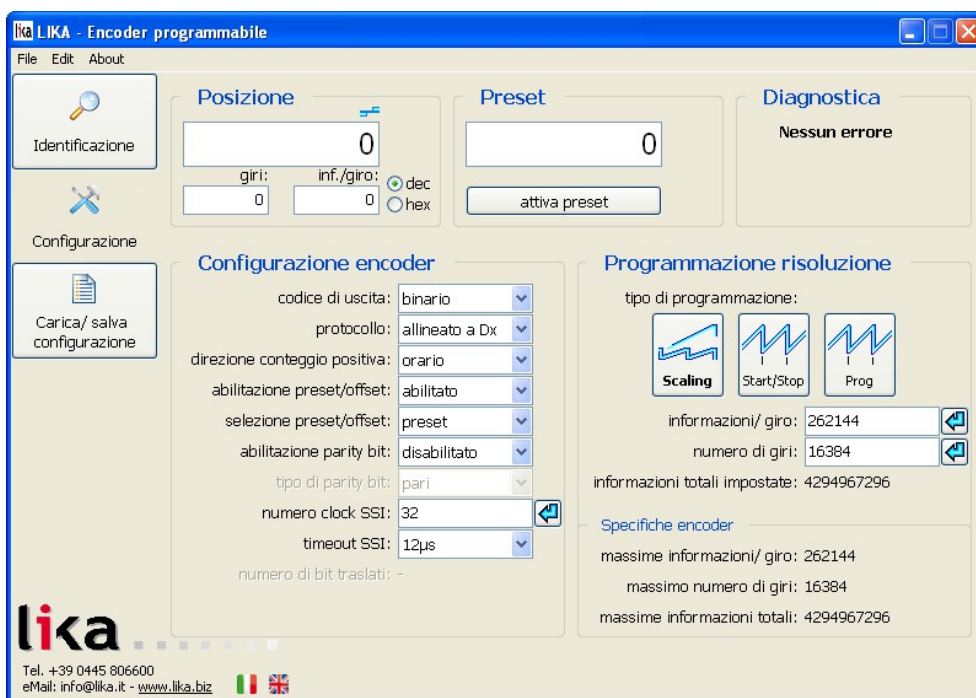 lika LIKA - Encoder programmabile
File Edit About
Identificazione
Configurazione
Carica/ salva
configurazione
Posizione
0
giri:
inf./giro:
0
0
dec
hex
Preset
0
attiva preset
Diagnostica
Nessun errore
Configurazione encoder
codice di uscita: binario
protocollo: allineato a Dx
direzione conteggio positiva: orario
abilitazione preset/offset: abilitato
selezione preset/offset: preset
abilitazione parity bit: disabilitato
tipo di parity bit: pari
numero clock SSI: 32
timeout SSI: 12µs
numero di bit traslati: -
Programmazione risoluzione
tipo di programmazione:
Scaling
Start/Stop
Prog
informazioni/ giro: 262144
numero di giri: 16384
informazioni totali impostate: 4294967296
Specifiche encoder
massime informazioni/ giro: 262144
massimo numero di giri: 16384
massime informazioni totali: 4294967296
lika
Tel. +39 0445 806600
eMail: info@lika.it - www.lika.biz